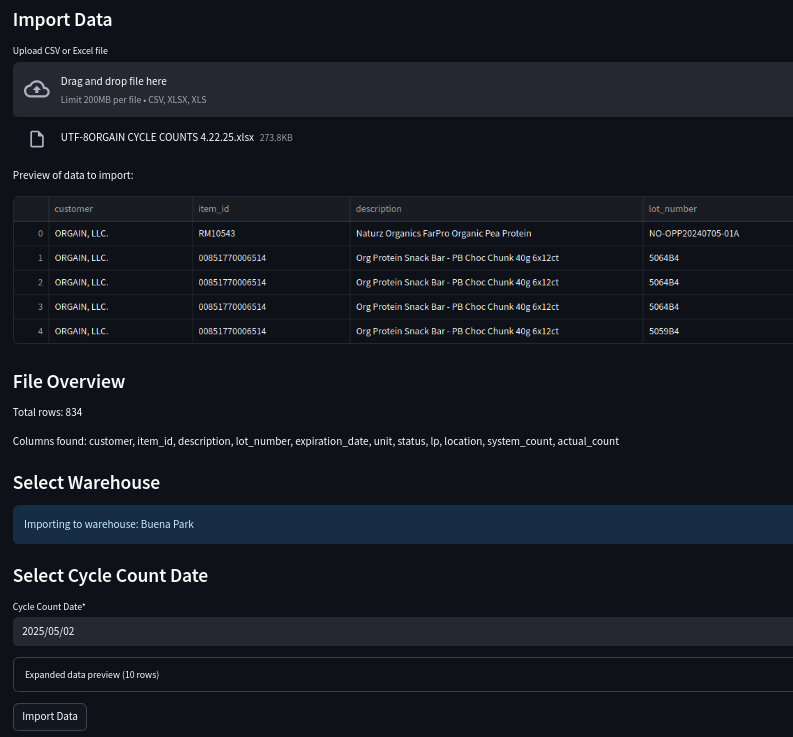 Import Data
Upload CSV or Excel file
Drag and drop file here
Limit 200MB per file • CSV, XLSX, XLS
UTF-8ORGAIN CYCLE COUNTS 4.22.25.xlsx 273.8KB
Preview of data to import:
customer item_id description lot_number
0 ORGAIN, LLC. RM10543 Naturz Organics FarPro Organic Pea Protein NO-OPP20240705-01A
1 ORGAIN, LLC. 00851770006514 Org Protein Snack Bar - PB Choc Chunk 40g 6x12ct 5064B4
2 ORGAIN, LLC. 00851770006514 Org Protein Snack Bar - PB Choc Chunk 40g 6x12ct 5064B4
3 ORGAIN, LLC. 00851770006514 Org Protein Snack Bar - PB Choc Chunk 40g 6x12ct 5064B4
4 ORGAIN, LLC. 00851770006514 Org Protein Snack Bar - PB Choc Chunk 40g 6x12ct 5059B4
File Overview
Total rows: 834
Columns found: customer, item_id, description, lot_number, expiration_date, unit, status, lp, location, system_count, actual_count
Select Warehouse
Importing to warehouse: Buena Park
Select Cycle Count Date
Cycle Count Date*
2025/05/02
Expanded data preview (10 rows)
Import Data